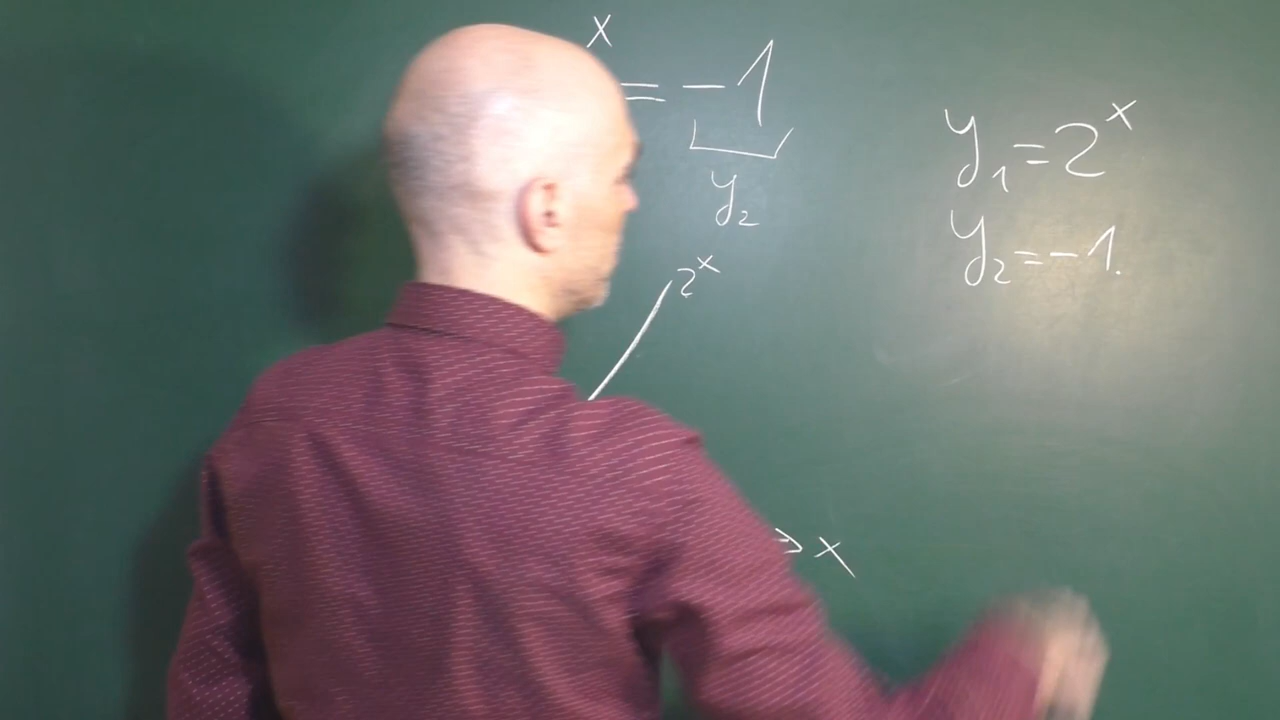 x = -1
y₂
y₁ = 2ˣ
y₂ = -1.
2ˣ
x